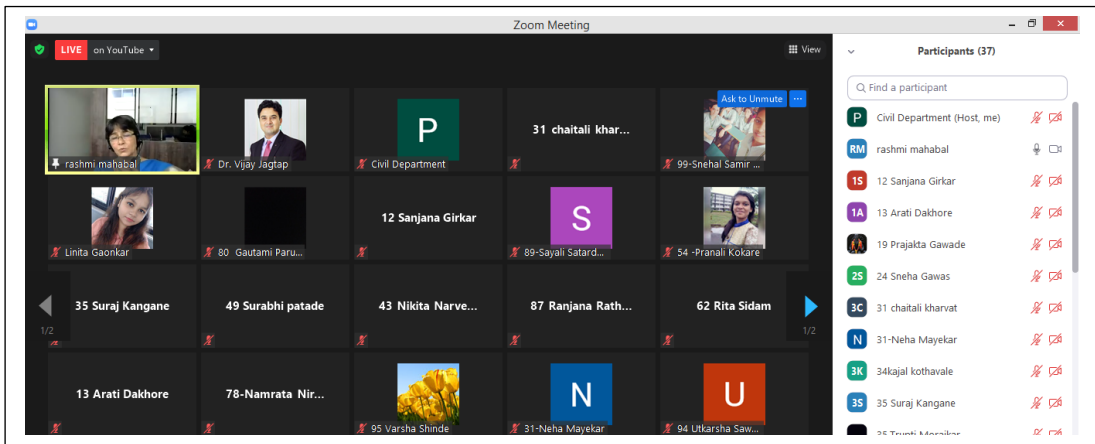 Zoom Meeting
LIVE on YouTube
View
Participants (37)
Find a participant
rashmi mahabal
Dr. Vijay Jagtap
P
Civil Department
31 chaitali khar...
Ask to Unmute ...
99-Snehal Samir ...
Linita Gaonkar
80 Gautami Paru...
12 Sanjana Girkar
S
89-Sayali Satard...
54 -Pranali Kokare
35 Suraj Kangane
49 Surabhi patade
43 Nikita Narve...
87 Ranjana Rath...
62 Rita Sidam
1/2
1/2
13 Arati Dakhore
78-Namrata Nir...
95 Varsha Shinde
N
31-Neha Mayekar
U
94 Utkarsha Saw...
P Civil Department (Host, me)
RM rashmi mahabal
1S 12 Sanjana Girkar
1A 13 Arati Dakhore
19 Prajakta Gawade
2S 24 Sneha Gawas
3C 31 chaitali kharvat
N 31-Neha Mayekar
3K 34kajal kothavale
3S 35 Suraj Kangane
35 Trupti Morajkar